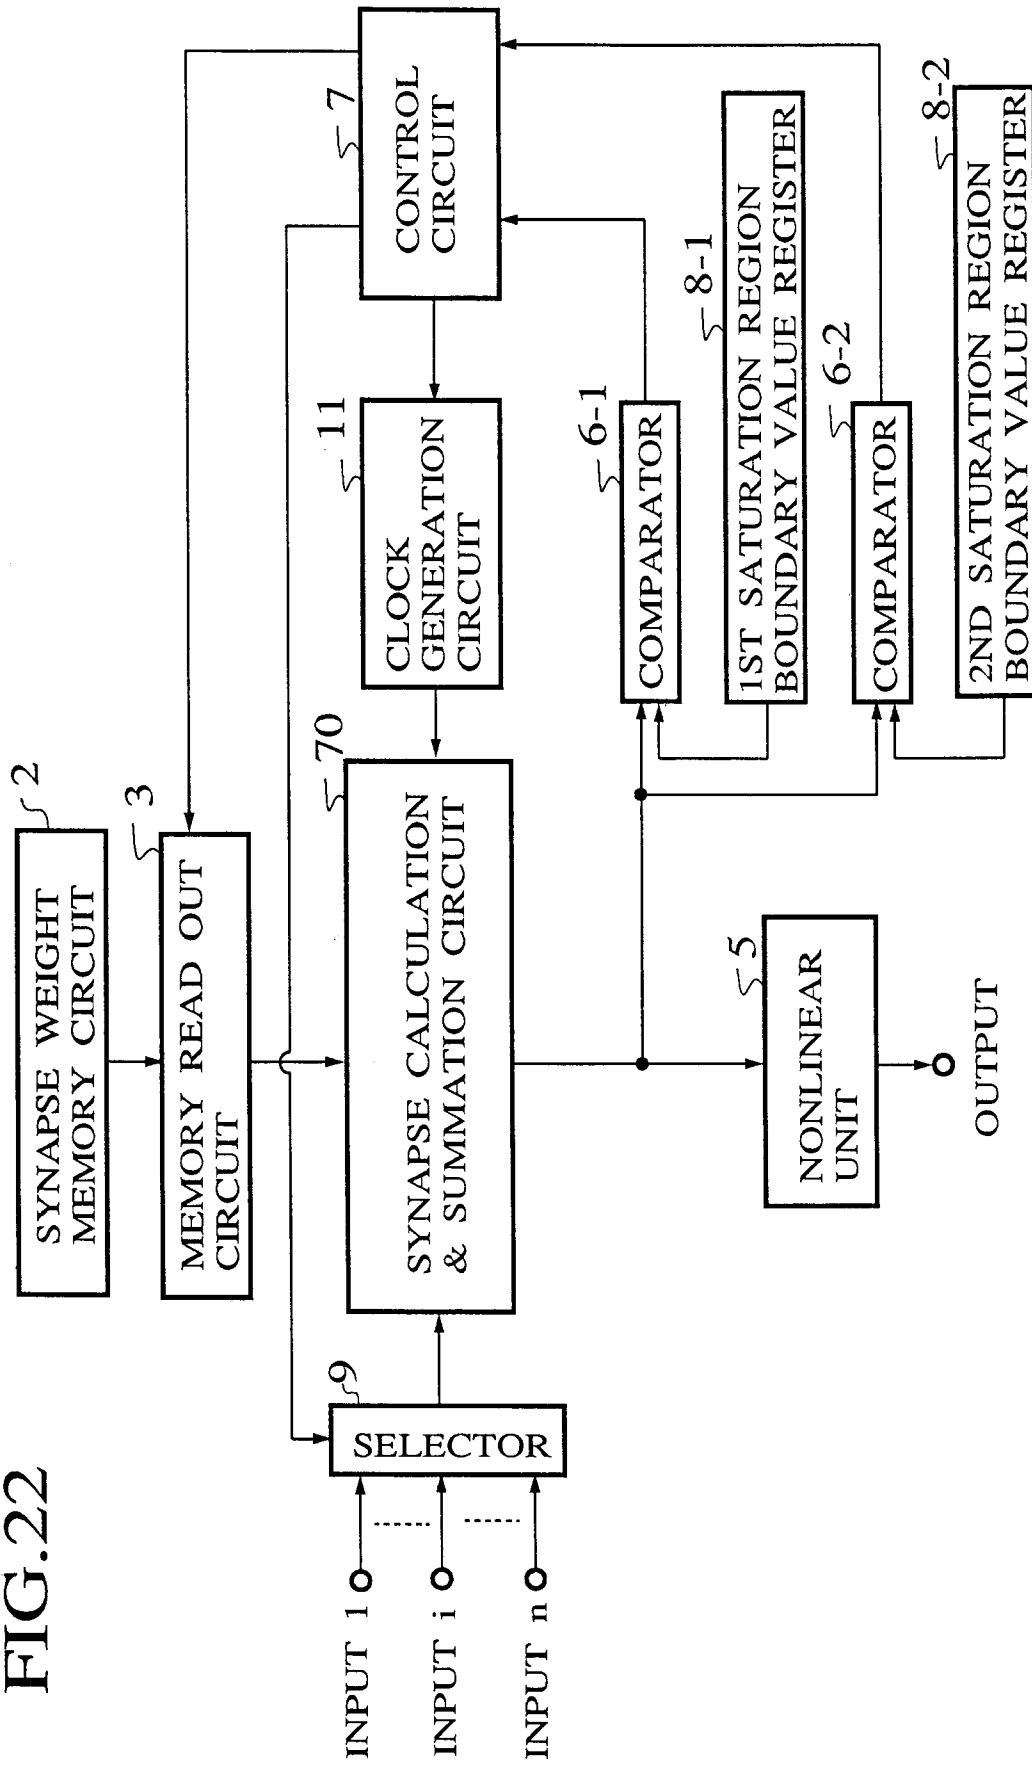 FIG.22
SYNAPSE WEIGHT
MEMORY CIRCUIT
2
MEMORY READ OUT
CIRCUIT
3
INPUT 1
INPUT i
INPUT n
SELECTOR
9
SYNAPSE CALCULATION
& SUMMATION CIRCUIT
70
CLOCK
GENERATION
CIRCUIT
11
CONTROL
CIRCUIT
7
COMPARATOR
6-1
1ST SATURATION REGION
BOUNDARY VALUE REGISTER
8-1
NONLINEAR
UNIT
5
COMPARATOR
6-2
2ND SATURATION REGION
BOUNDARY VALUE REGISTER
8-2
OUTPUT